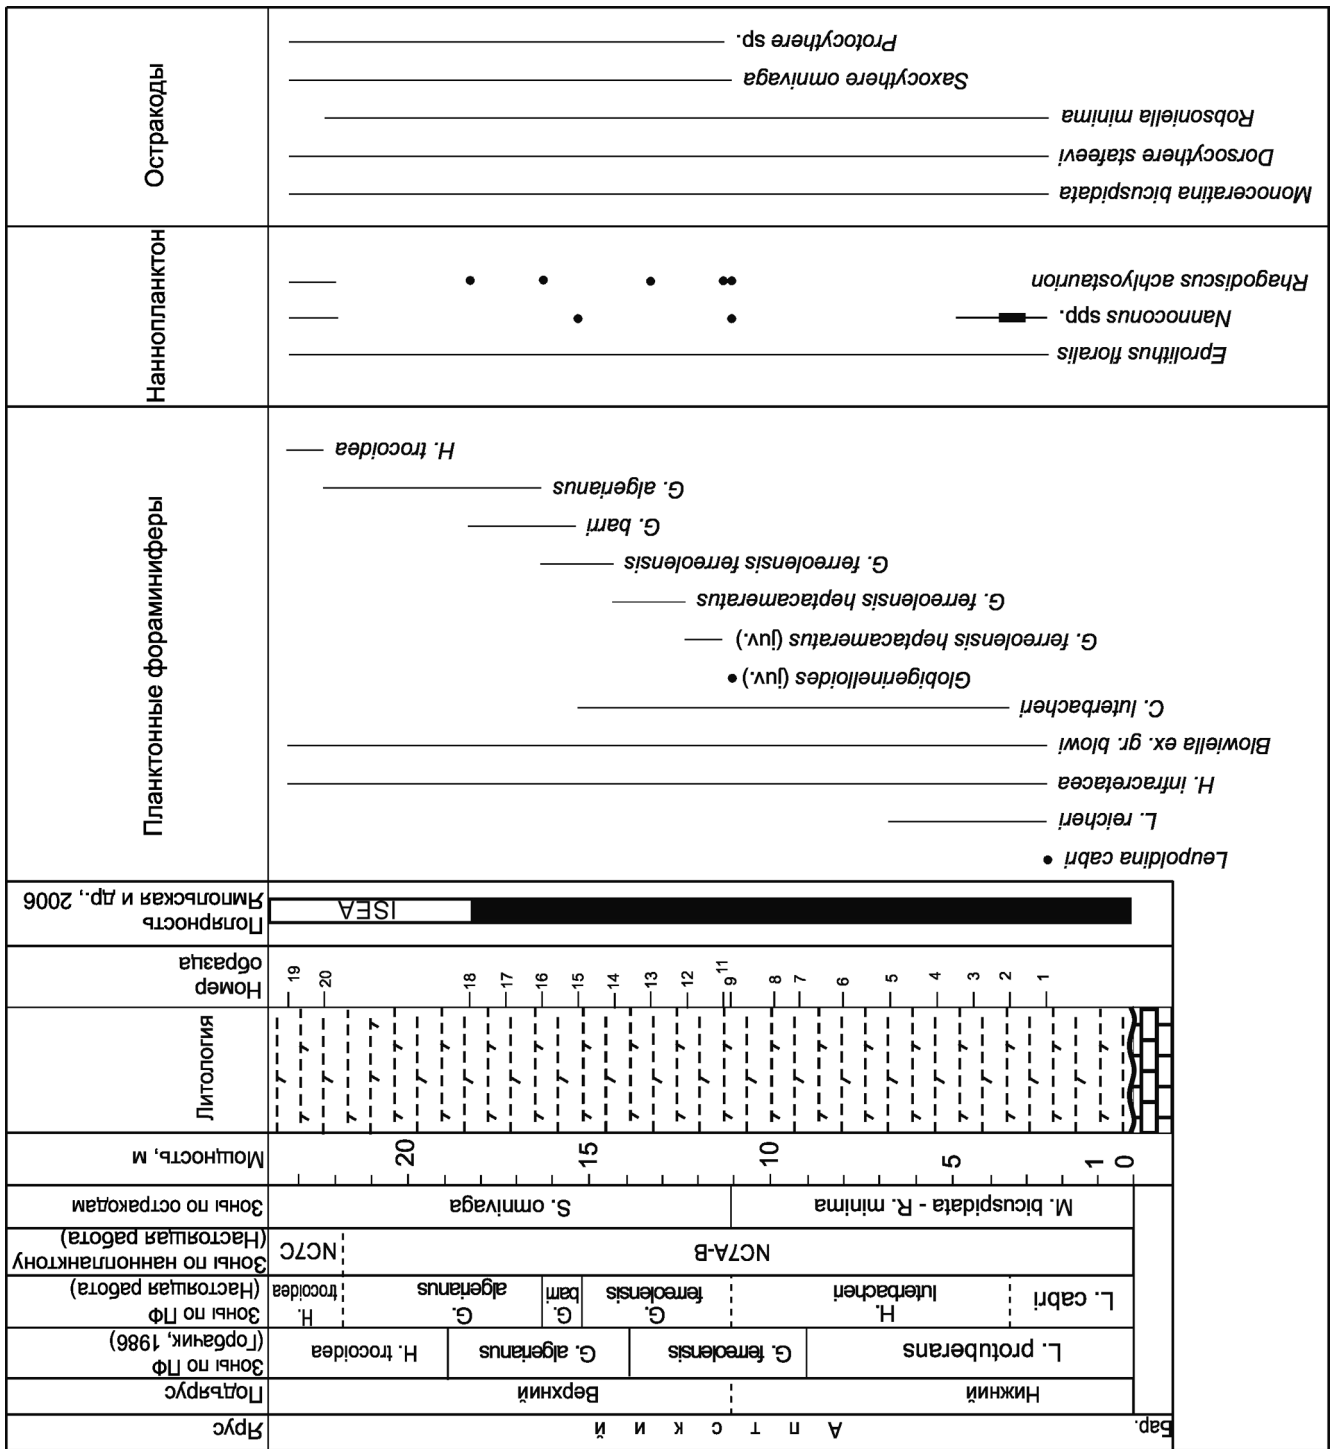 Ярус
Бар.
А п т с к и й
Подъярус
Нижний
Верхний
Зоны по ПФ
(Горбачик, 1986)
L. protuberans
G. ferreolensis
G. algerianus
H. trocoidea
Зоны по ПФ
(Настоящая работа)
L. cabri
H.
luterbacheri
G.
ferreolensis
G.
barri
G.
algerianus
H.
trocoidea
Зоны по наннопланктону
(Настоящая работа)
NC7A-B
NC7C
Зоны по остракодам
M. bicuspidata - R. minima
S. omnivaga
Мощность, м
0
1
5
10
15
20
Литология
Номер
образца
1
2
3
4
5
6
7
8
9
11
12
13
14
15
16
17
18
20
19
Полярность
Ямпольская и др., 2006
ISEA
Leupoldina cabri
L. reicheri
H. infracretacea
Blowiella ex. gr. blowi
C. luterbacheri
Globigerinelloides (juv.)
G. ferreolensis heptacameratus (juv.)
G. ferreolensis heptacameratus
G. ferreolensis ferreolensis
G. barri
G. algerianus
H. trocoidea
Планктонные фораминиферы
Eprolithus floralis
Nannoconus spp.
Rhagodiscus achlyostaurion
Наннопланктон
Monoceratina bicuspidata
Dorsocythere stafeevi
Robsoniella minima
Saxocythere omnivaga
Protocythere sp.
Остракоды